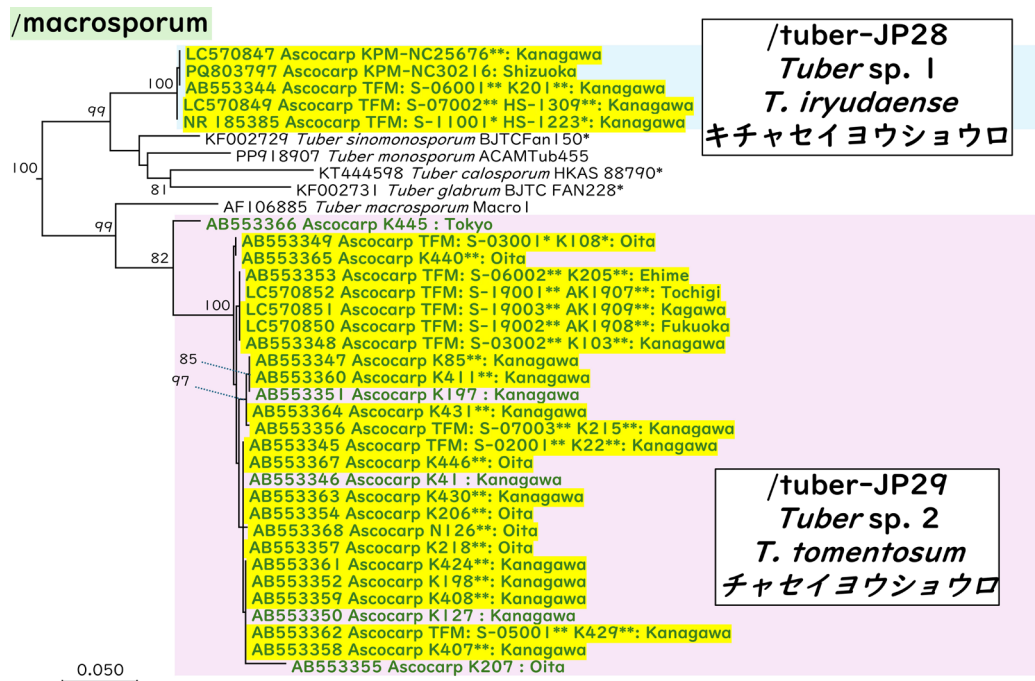 /macrosporum
/tuber-JP28
Tuber sp. 1
T. iryudaense
キチャセイヨウショウロ
LC570847 Ascocarp KPM-NC25676**: Kanagawa
PQ803797 Ascocarp KPM-NC30216: Shizuoka
AB553344 Ascocarp TFM: S-06001** K201**: Kanagawa
LC570849 Ascocarp TFM: S-07002** HS-1309**: Kanagawa
NR 185385 Ascocarp TFM: S-11001* HS-1223*: Kanagawa
KF002729 Tuber sinomonosporum BJTCFan150*
PP918907 Tuber monosporum ACAMTub455
KT444598 Tuber calosporum HKAS 88790*
KF002731 Tuber glabrum BJTC FAN228*
AF106885 Tuber macrosporum Macro1
AB553366 Ascocarp K445 : Tokyo
AB553349 Ascocarp TFM: S-03001* K108*: Oita
AB553365 Ascocarp K440**: Oita
AB553353 Ascocarp TFM: S-06002** K205**: Ehime
LC570852 Ascocarp TFM: S-19001** AK1907**: Tochigi
LC570851 Ascocarp TFM: S-19003** AK1909**: Kagawa
LC570850 Ascocarp TFM: S-19002** AK1908**: Fukuoka
AB553348 Ascocarp TFM: S-03002** K103**: Kanagawa
AB553347 Ascocarp K85**: Kanagawa
AB553360 Ascocarp K411**: Kanagawa
AB553351 Ascocarp K197 : Kanagawa
AB553364 Ascocarp K431**: Kanagawa
AB553356 Ascocarp TFM: S-07003** K215**: Kanagawa
AB553345 Ascocarp TFM: S-02001** K22**: Kanagawa
AB553367 Ascocarp K446**: Oita
AB553346 Ascocarp K41 : Kanagawa
AB553363 Ascocarp K430**: Kanagawa
AB553354 Ascocarp K206**: Oita
AB553368 Ascocarp N126**: Oita
AB553357 Ascocarp K218**: Oita
AB553361 Ascocarp K424**: Kanagawa
AB553352 Ascocarp K198**: Kanagawa
AB553359 Ascocarp K408**: Kanagawa
AB553350 Ascocarp K127 : Kanagawa
AB553362 Ascocarp TFM: S-05001** K429**: Kanagawa
AB553358 Ascocarp K407**: Kanagawa
AB553355 Ascocarp K207 : Oita
/tuber-JP29
Tuber sp. 2
T. tomentosum
チャセイヨウショウロ
100
99
100
81
99
82
100
85
97
0.050